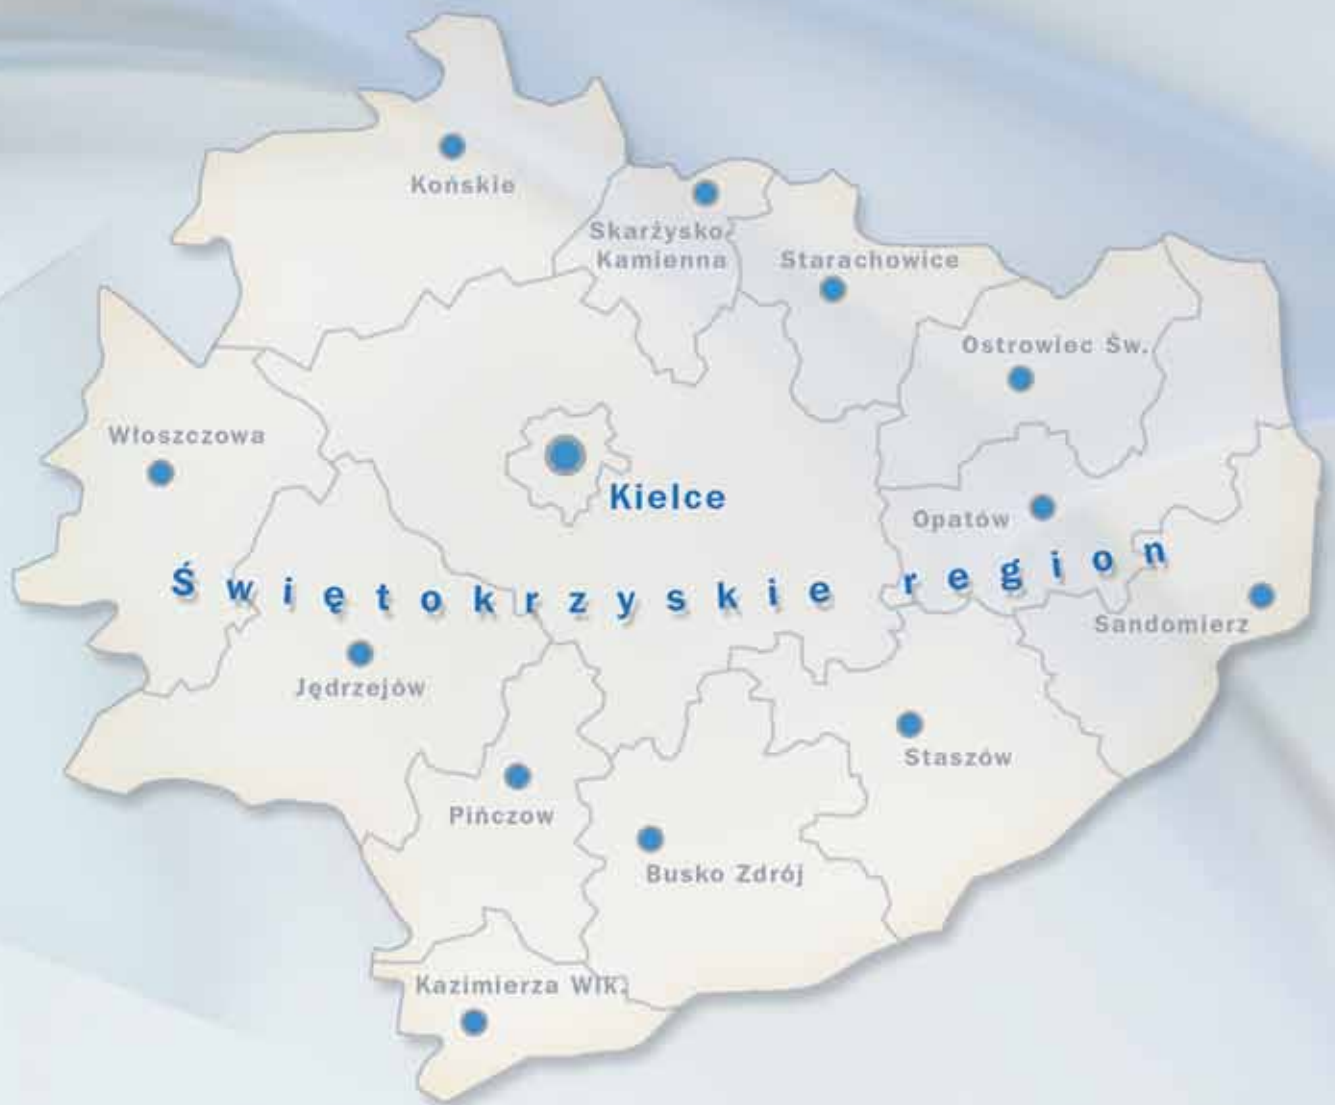 Końskie
Skarżysko-
Kamienna
Starachowice
Ostrowiec Św.
Włoszczowa
Kielce
Opatów
Świętokrzyskie region
Sandomierz
Jędrzejów
Staszów
Pińczow
Busko Zdrój
Kazimierza Wlk.